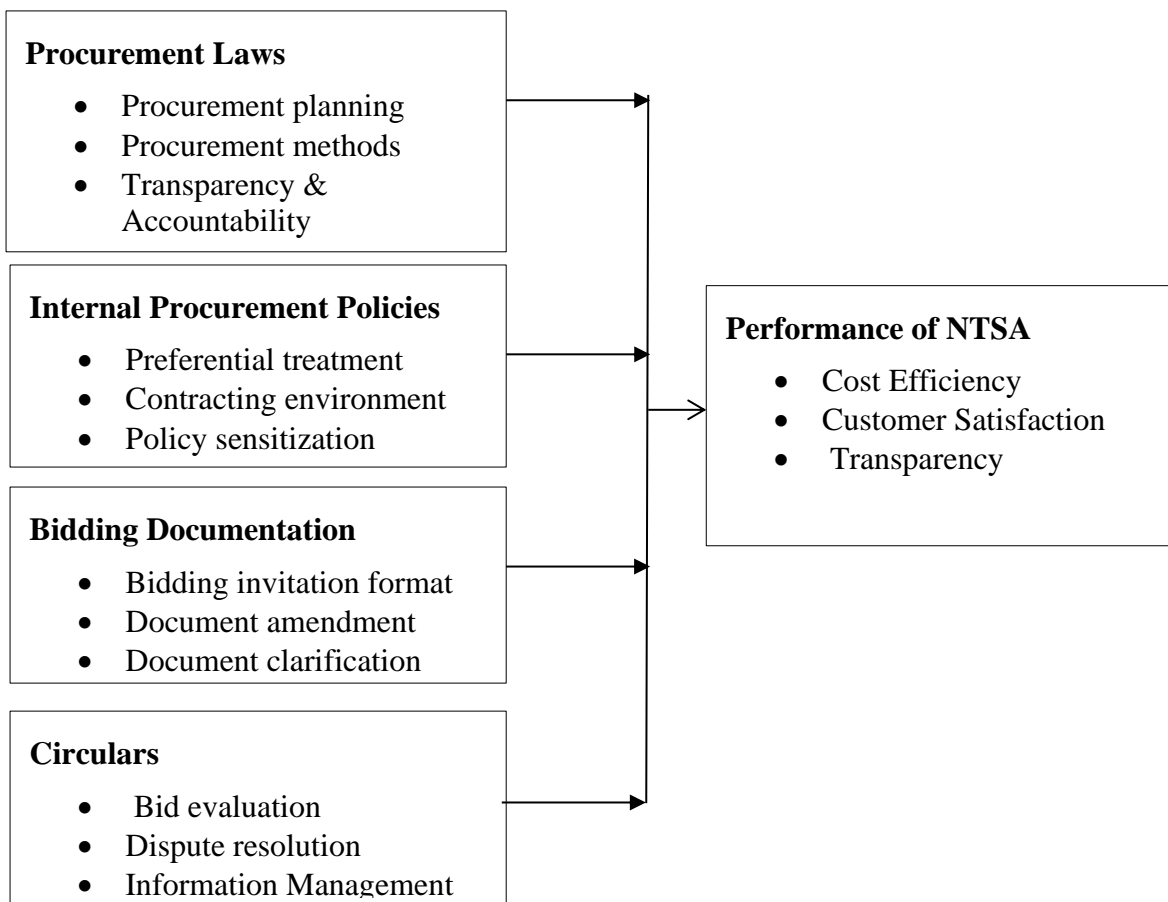 Procurement Laws
• Procurement planning
• Procurement methods
• Transparency &
Accountability
Internal Procurement Policies
• Preferential treatment
• Contracting environment
• Policy sensitization
Bidding Documentation
• Bidding invitation format
• Document amendment
• Document clarification
Circulars
• Bid evaluation
• Dispute resolution
• Information Management
Performance of NTSA
• Cost Efficiency
• Customer Satisfaction
• Transparency